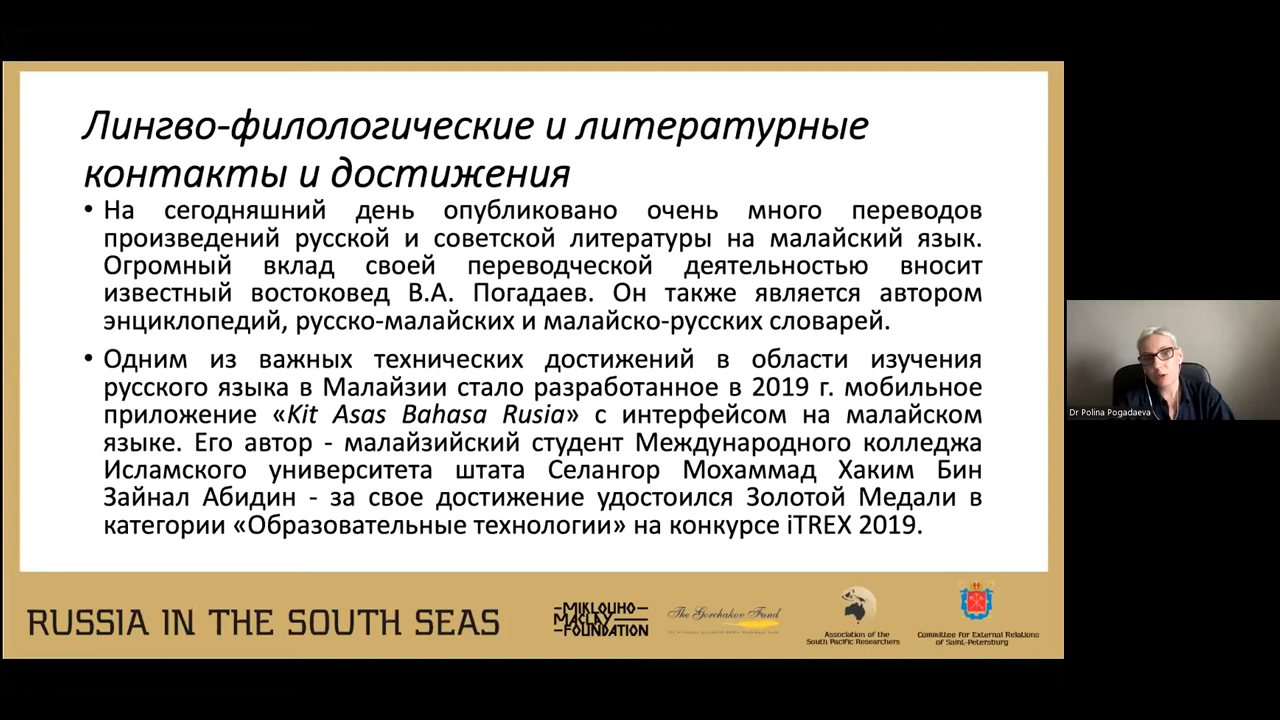 Лингво-филологические и литературные
контакты и достижения
• На сегодняшний день опубликовано очень много переводов
произведений русской и советской литературы на малайский язык.
Огромный вклад своей переводческой деятельностью вносит
известный востоковед В.А. Погадаев. Он также является автором
энциклопедий, русско-малайских и малайско-русских словарей.
• Одним из важных технических достижений в области изучения
русского языка в Малайзии стало разработанное в 2019 г. мобильное
приложение «Kit Asas Bahasa Rusia» с интерфейсом на малайском
языке. Его автор - малайзийский студент Международного колледжа
Исламского университета штата Селангор Мохаммад Хаким Бин
Зайнал Абидин - за свое достижение удостоился Золотой Медали в
категории «Образовательные технологии» на конкурсе iTREX 2019.
Dr Polina Pogadaeva
RUSSIA IN THE SOUTH SEAS
MIKLOUHO
MACLAY
FOUNDATION
The Gorchakov Fund
Association of the
South Pacific Researchers
Committee for External Relations
of Saint-Petersburg